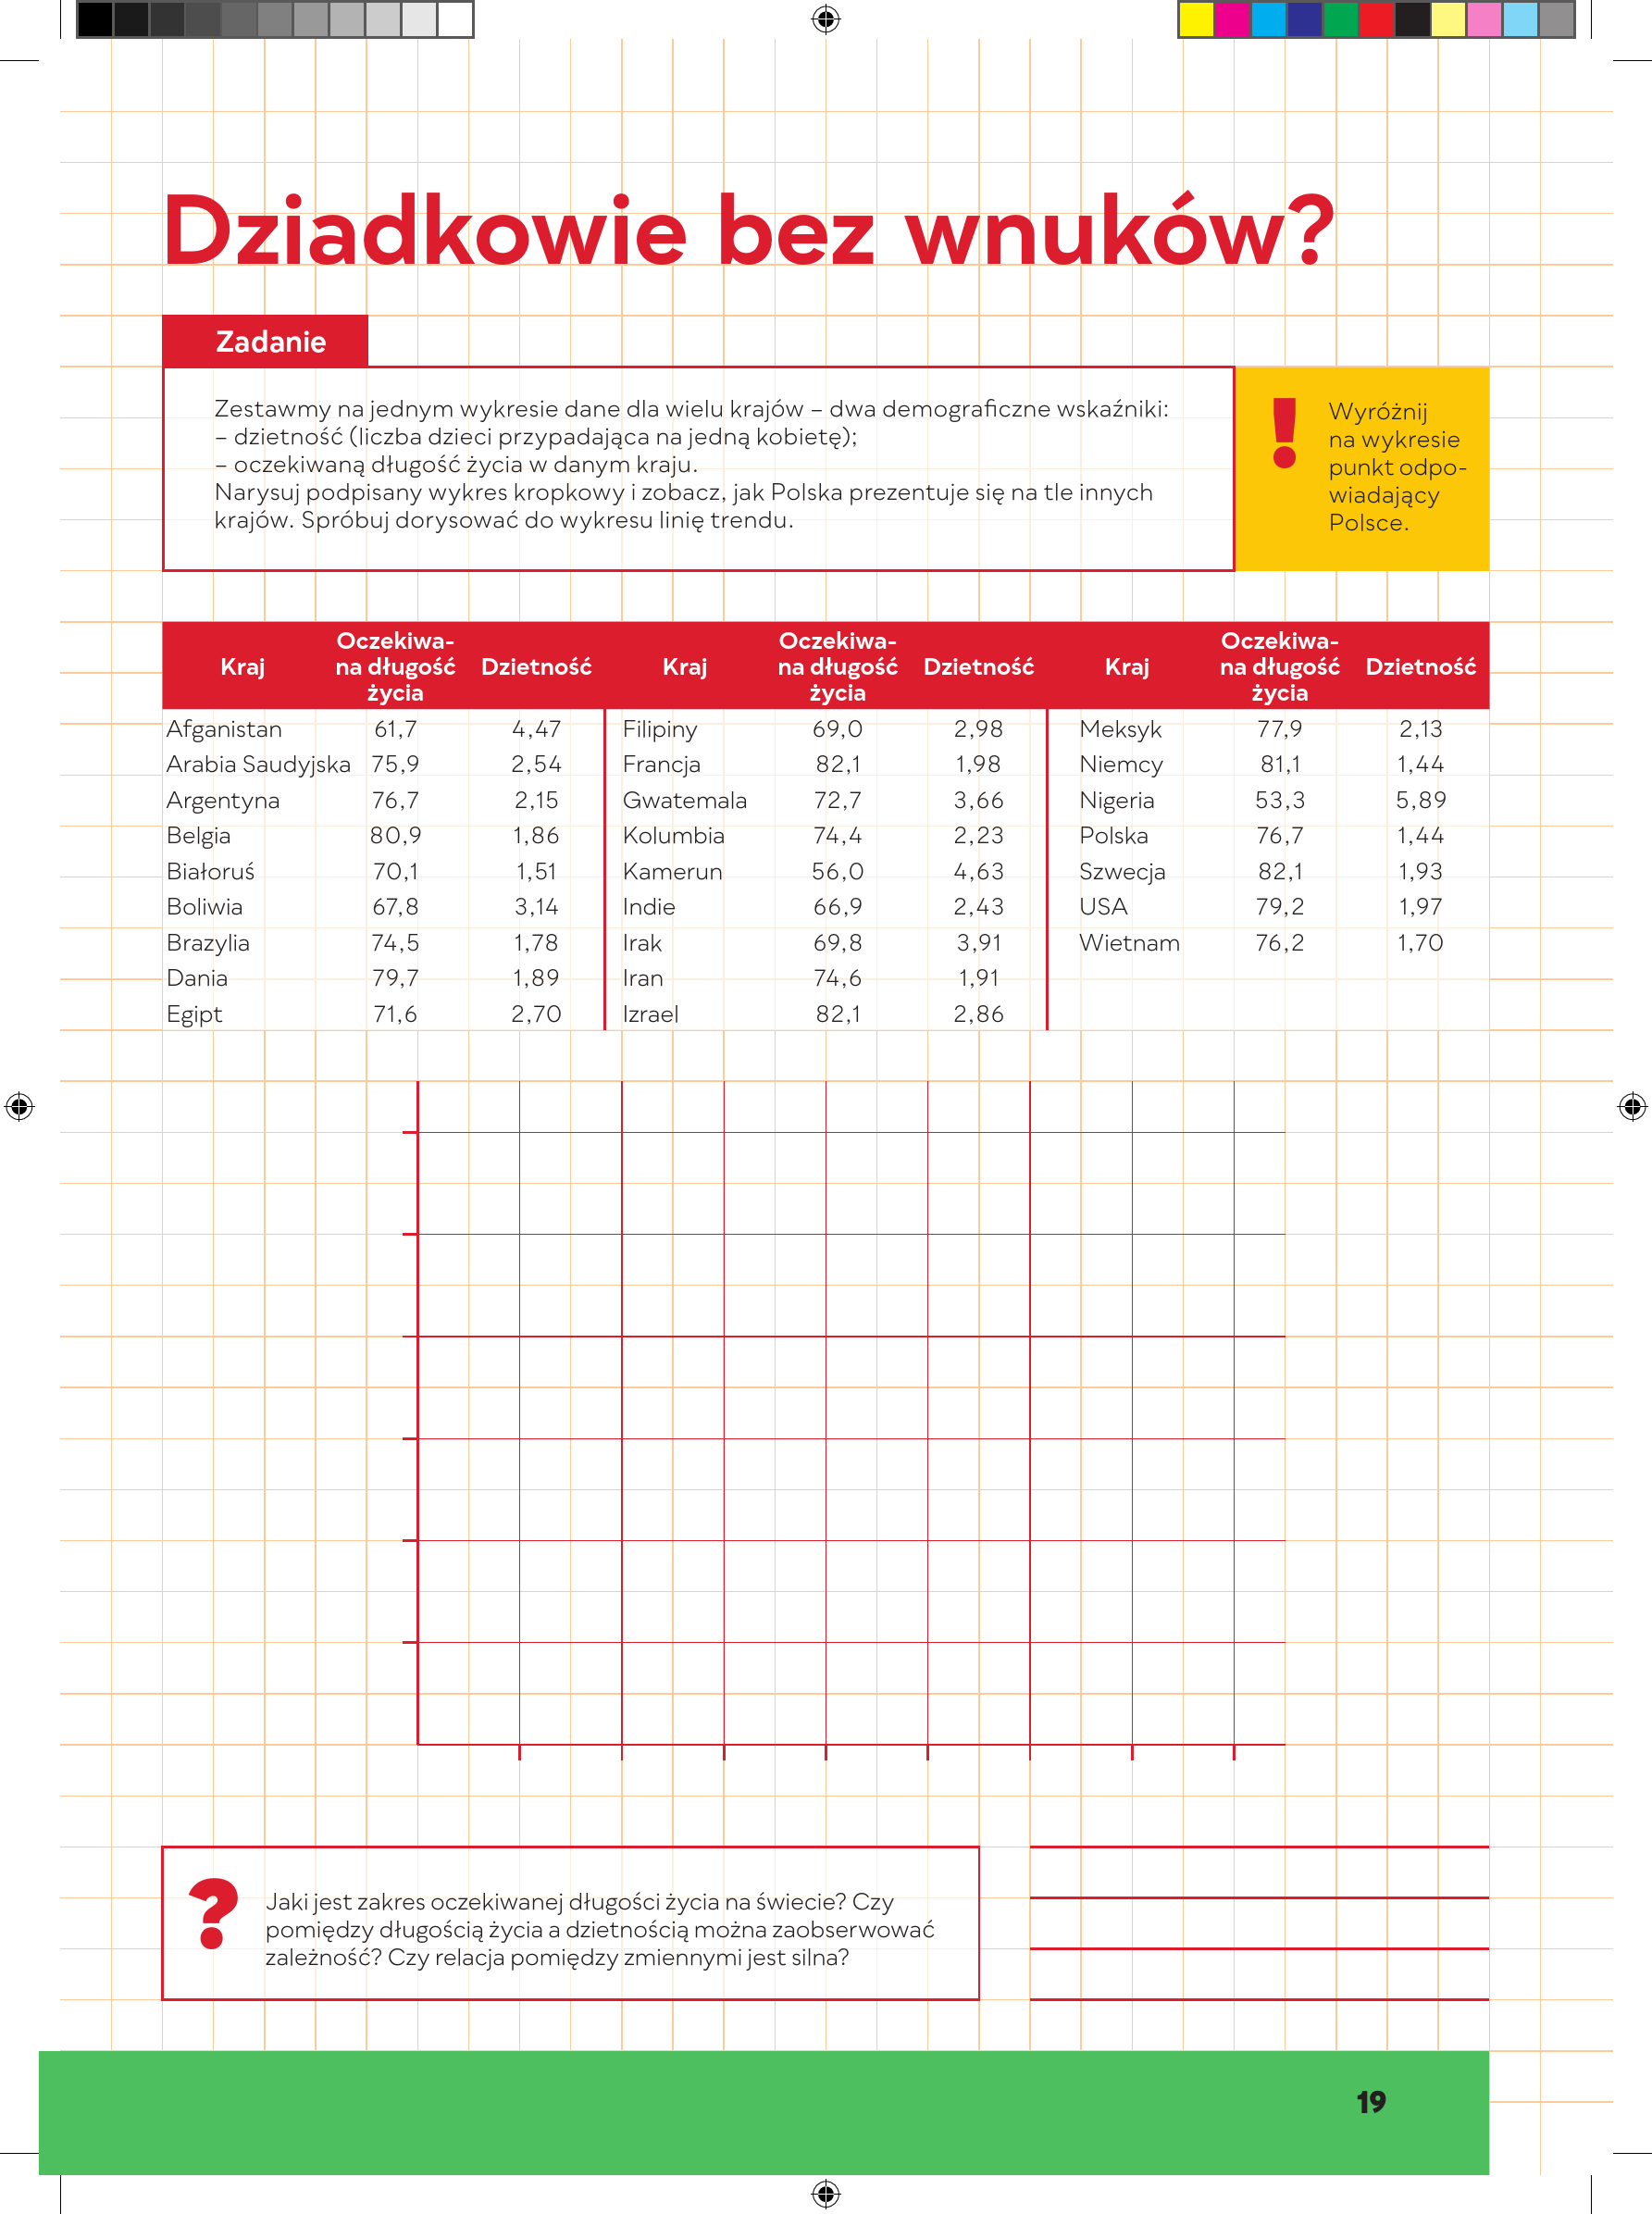 Dziadkowie bez wnuków?
Zadanie
Zestawmy na jednym wykresie dane dla wielu krajów – dwa demograficzne wskaźniki:
– dzietność (liczba dzieci przypadająca na jedną kobietę);
– oczekiwaną długość życia w danym kraju.
Narysuj podpisany wykres kropkowy i zobacz, jak Polska prezentuje się na tle innych
krajów. Spróbuj dorysować do wykresu linię trendu.
!
Wyróżnij
na wykresie
punkt odpo-
wiadający
Polsce.
Kraj Oczekiwa-na długość życia Dzietność Kraj Oczekiwa-na długość życia Dzietność Kraj Oczekiwa-na długość życia Dzietność
Afganistan 61,7 4,47 Filipiny 69,0 2,98 Meksyk 77,9 2,13
Arabia Saudyjska 75,9 2,54 Francja 82,1 1,98 Niemcy 81,1 1,44
Argentyna 76,7 2,15 Gwatemala 72,7 3,66 Nigeria 53,3 5,89
Belgia 80,9 1,86 Kolumbia 74,4 2,23 Polska 76,7 1,44
Białoruś 70,1 1,51 Kamerun 56,0 4,63 Szwecja 82,1 1,93
Boliwia 67,8 3,14 Indie 66,9 2,43 USA 79,2 1,97
Brazylia 74,5 1,78 Irak 69,8 3,91 Wietnam 76,2 1,70
Dania 79,7 1,89 Iran 74,6 1,91
Egipt 71,6 2,70 Izrael 82,1 2,86
?
Jaki jest zakres oczekiwanej długości życia na świecie? Czy
pomiędzy długością życia a dzietnością można zaobserwować
zależność? Czy relacja pomiędzy zmiennymi jest silna?
19